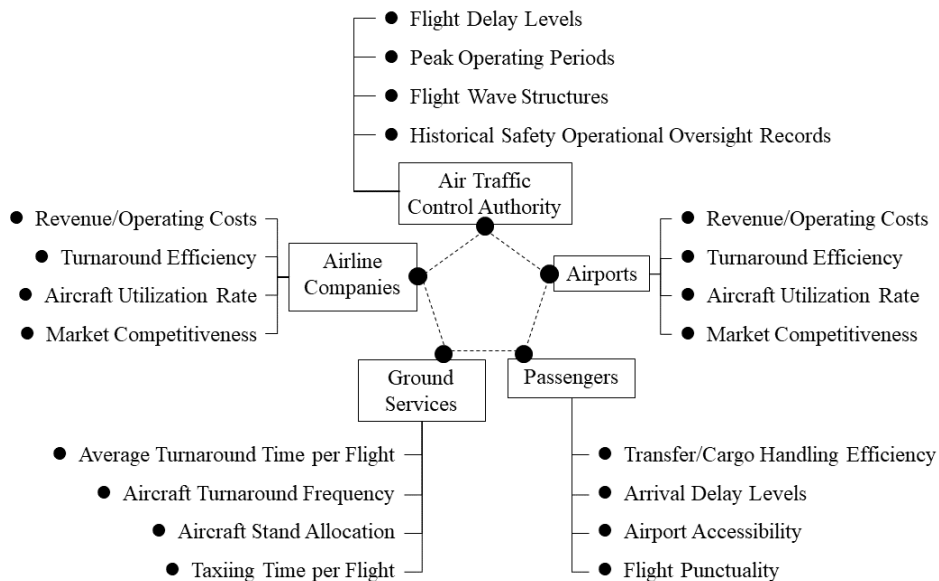 Flight Delay Levels
Peak Operating Periods
Flight Wave Structures
Historical Safety Operational Oversight Records
Air Traffic
Control Authority
Revenue/Operating Costs
Turnaround Efficiency
Aircraft Utilization Rate
Market Competitiveness
Airline
Companies
Airports
Revenue/Operating Costs
Turnaround Efficiency
Aircraft Utilization Rate
Market Competitiveness
Ground
Services
Average Turnaround Time per Flight
Aircraft Turnaround Frequency
Aircraft Stand Allocation
Taxiing Time per Flight
Passengers
Transfer/Cargo Handling Efficiency
Arrival Delay Levels
Airport Accessibility
Flight Punctuality